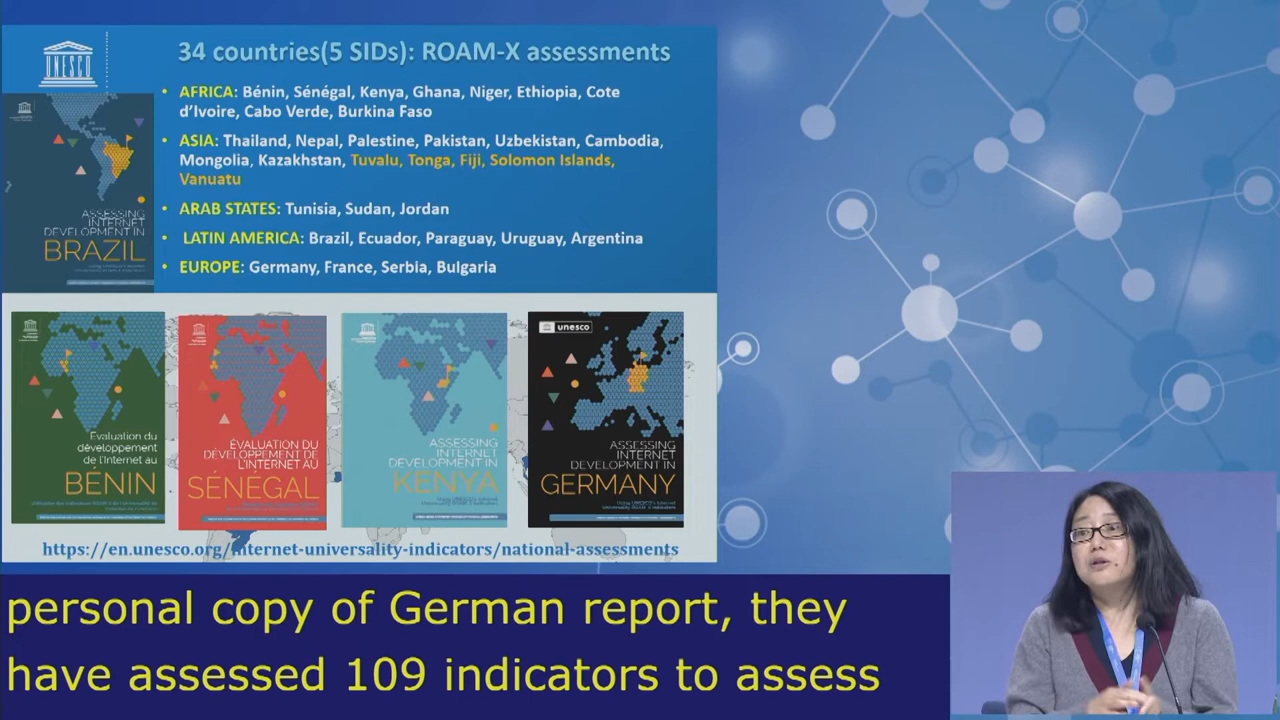 UNESCO
34 countries(5 SIDs): ROAM-X assessments
• AFRICA: Bénin, Sénégal, Kenya, Ghana, Niger, Ethiopia, Cote
d'Ivoire, Cabo Verde, Burkina Faso
• ASIA: Thailand, Nepal, Palestine, Pakistan, Uzbekistan, Cambodia,
Mongolia, Kazakhstan, Tuvalu, Tonga, Fiji, Solomon Islands,
Vanuatu
• ARAB STATES: Tunisia, Sudan, Jordan
• LATIN AMERICA: Brazil, Ecuador, Paraguay, Uruguay, Argentina
• EUROPE: Germany, France, Serbia, Bulgaria
ASSESSING
INTERNET
DEVELOPMENT IN
BRAZIL
Évaluation du
développement
de l'Internet au
BÉNIN
ÉVALUATION DU
DÉVELOPPEMENT DE
L'INTERNET AU
SÉNÉGAL
ASSESSING
INTERNET
DEVELOPMENT IN
KENYA
unesco
ASSESSING
INTERNET
DEVELOPMENT IN
GERMANY
https://en.unesco.org/internet-universality-indicators/national-assessments
personal copy of German report, they
have assessed 109 indicators to assess